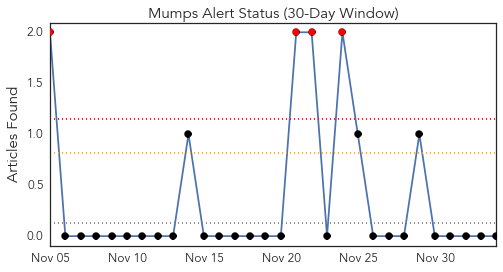 Mumps Alert Status (30-Day Window)
Articles Found
2.0
1.5
1.0
0.5
0.0
Nov 05 Nov 10 Nov 15 Nov 20 Nov 25 Nov 30